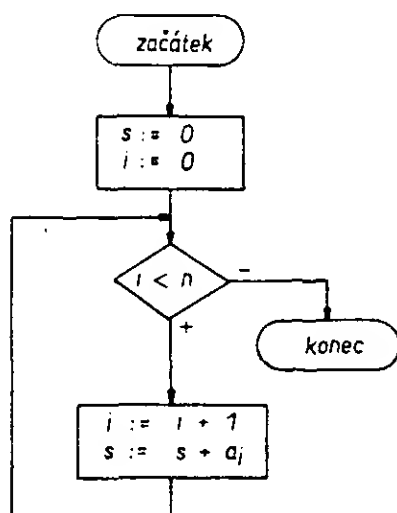 začátek
s := 0
i := 0
i < n
-
+
konec
i := i + 1
s := s + ai